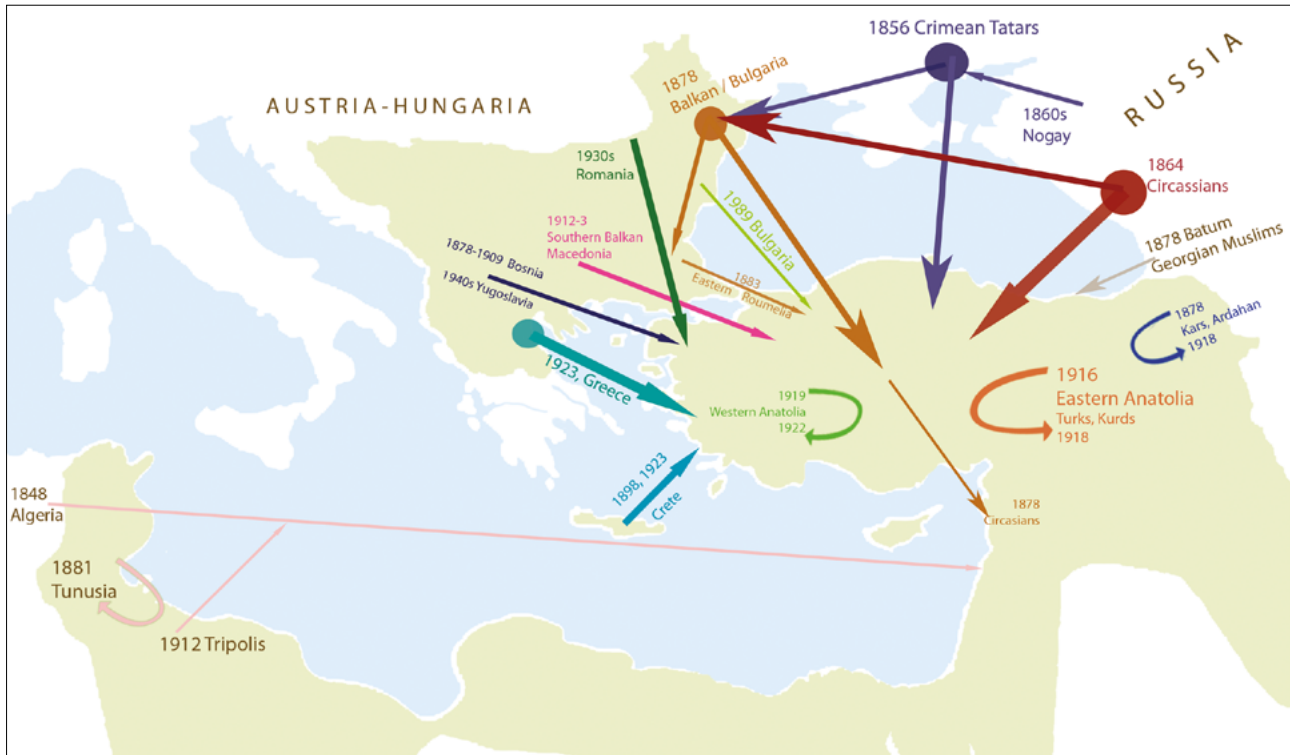 1856 Crimean Tatars
RUSSIA
1878
Balkan / Bulgaria
AUSTRIA-HUNGARIA
1860s
Nogay
1930s
Romania
1864
Circassians
1989 Bulgaria
1912-3
Southern Balkan
Macedonia
1878 Batum
Georgian Muslims
1878-1909 Bosnia
1940s Yugoslavia
1883
Eastern Roumelia
1878
Kars, Ardahan
1918
1923, Greece
1916
Eastern Anatolia
Turks, Kurds
1918
1919
Western Anatolia
1922
1898, 1923
Crete
1848
Algeria
1878
Circasians
1881
Tunusia
1912 Tripolis